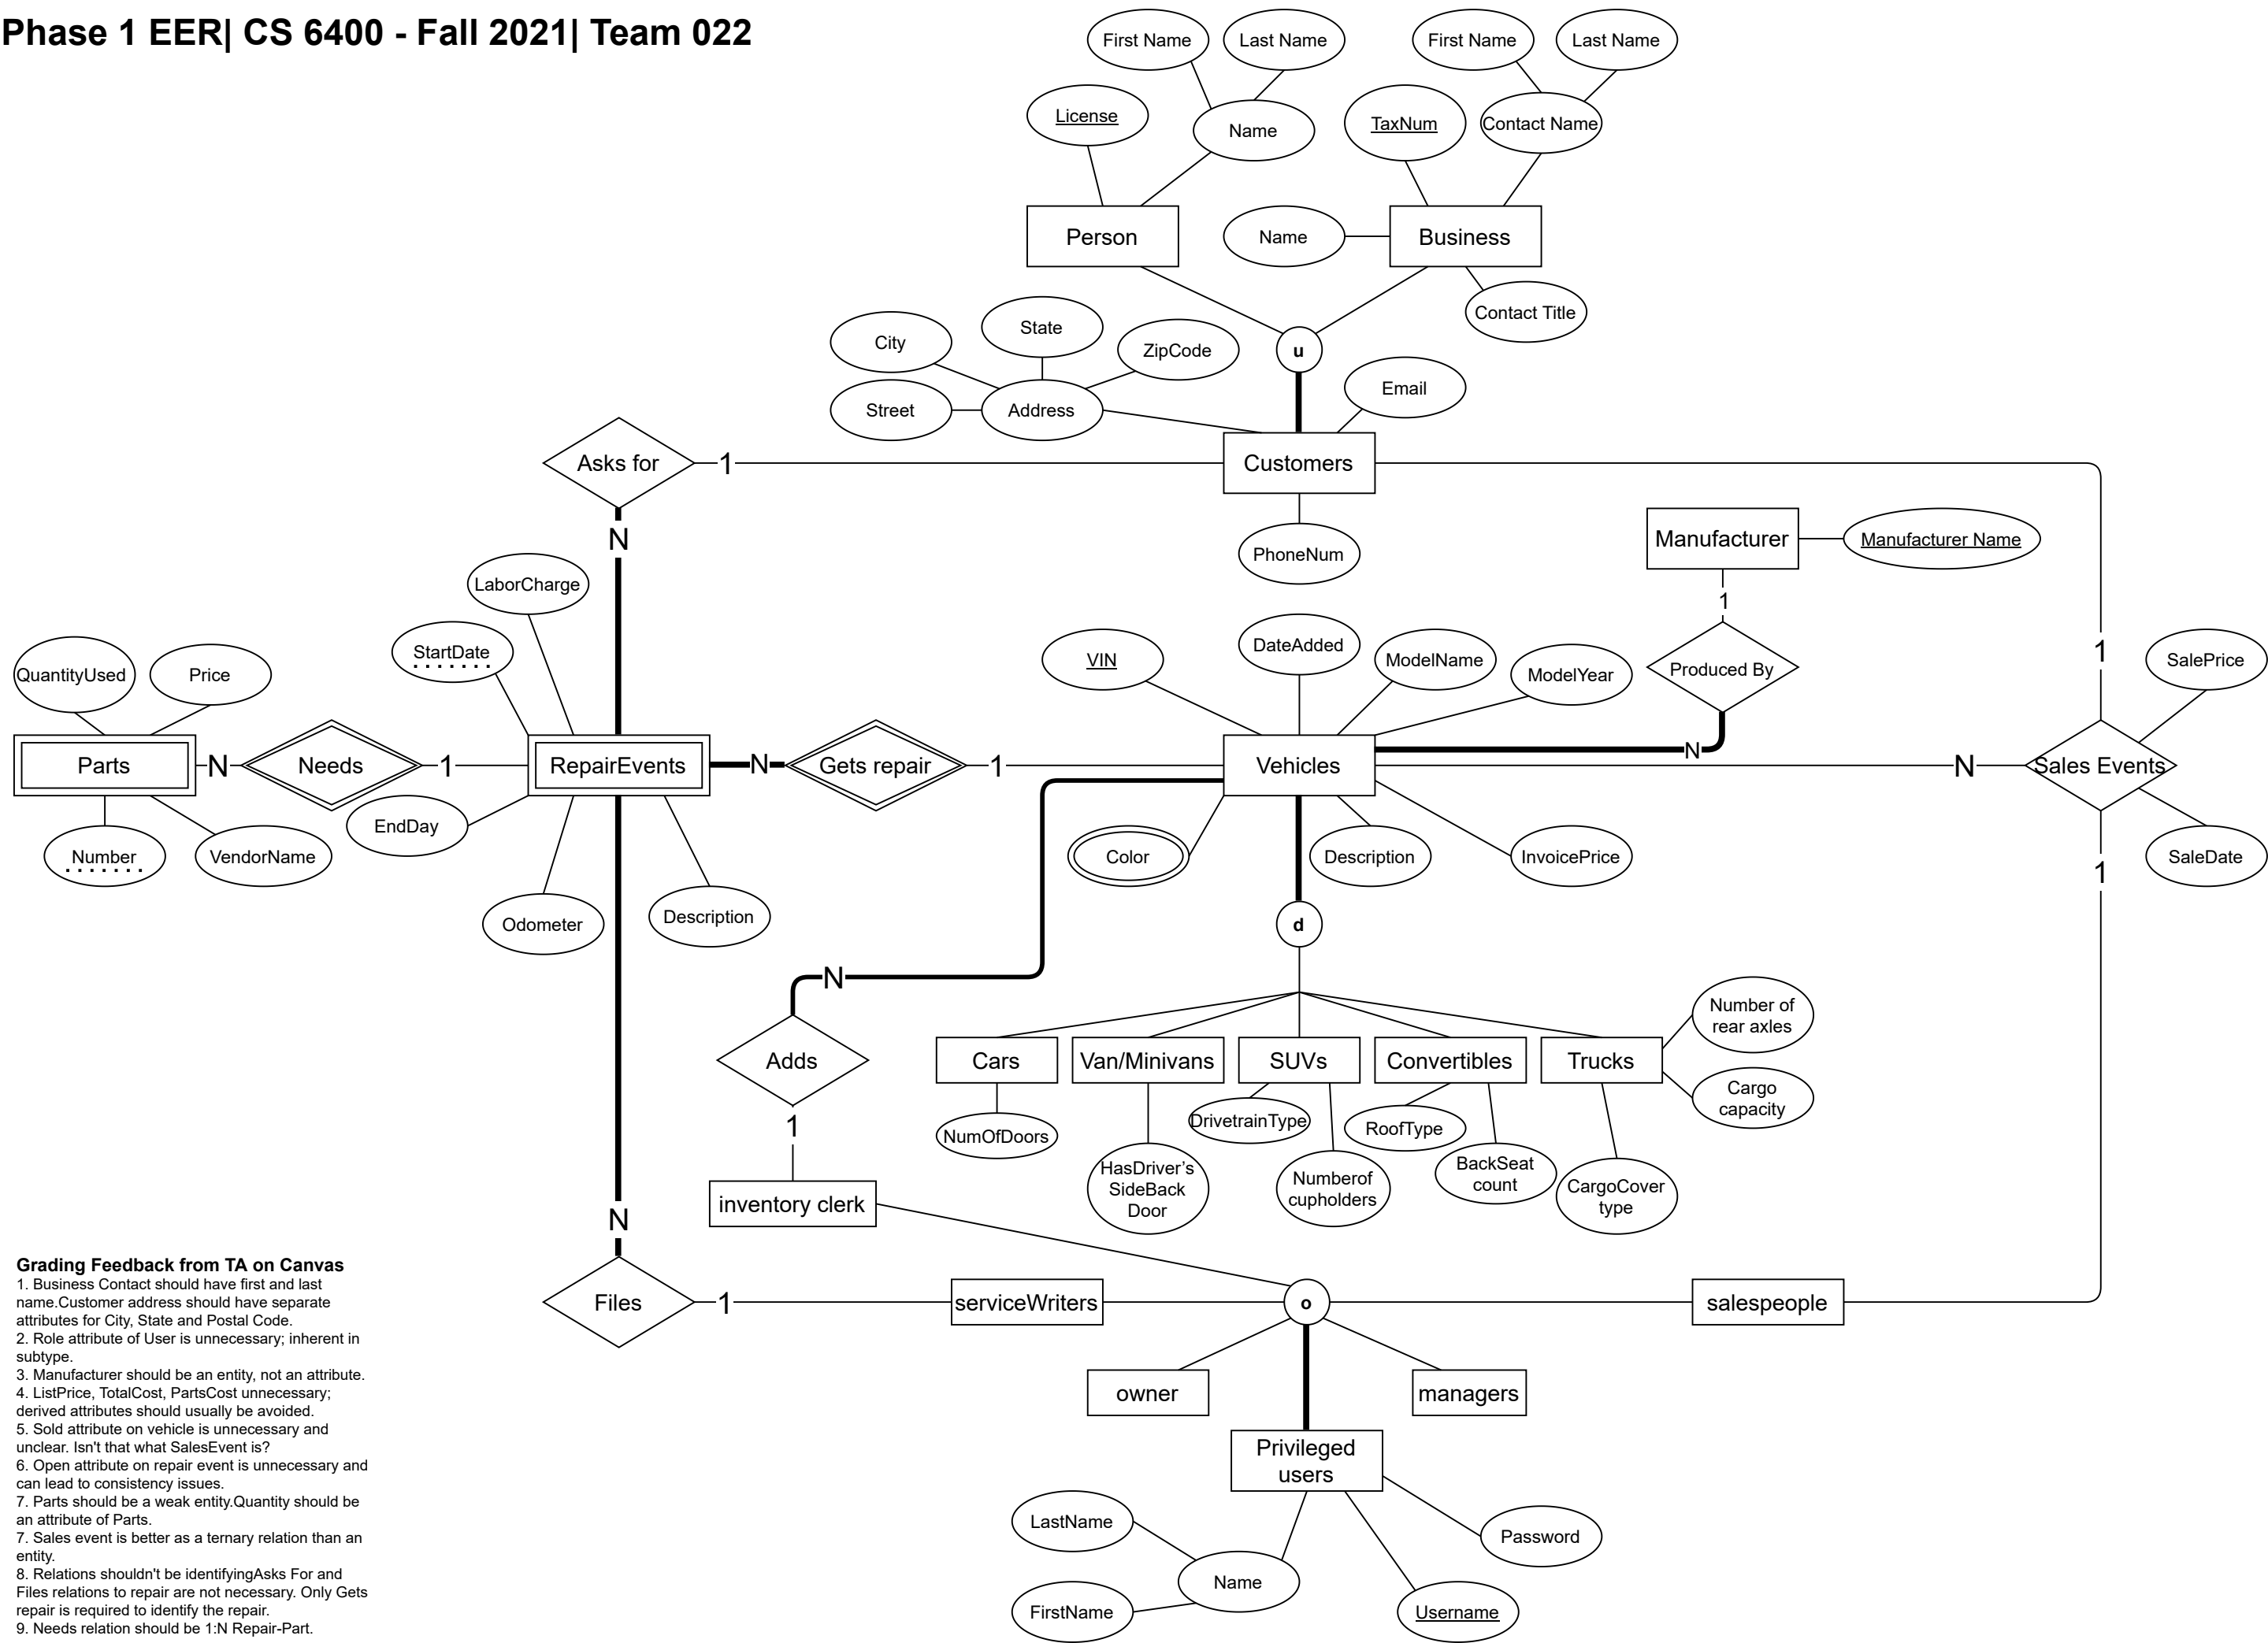 Phase 1 EER| CS 6400 - Fall 2021| Team 022
First Name
Last Name
First Name
Last Name
License
Name
TaxNum
Contact Name
Person
Name
Business
Contact Title
City
State
ZipCode
u
Email
Street
Address
Asks for
1
Customers
N
PhoneNum
Manufacturer
Manufacturer Name
LaborCharge
1
StartDate
QuantityUsed
Price
VIN
DateAdded
ModelName
ModelYear
Produced By
1
SalePrice
Parts
N
Needs
1
RepairEvents
N
Gets repair
1
Vehicles
N
N
Sales Events
EndDay
Number
VendorName
Color
Description
InvoicePrice
1
SaleDate
Odometer
Description
d
N
Number of
rear axles
Adds
Cars
Van/Minivans
SUVs
Convertibles
Trucks
Cargo
capacity
1
NumOfDoors
DrivetrainType
RoofType
HasDriver’s
SideBack
Door
Numberof
cupholders
BackSeat
count
CargoCover
type
inventory clerk
N
Files
1
serviceWriters
o
salespeople
owner
managers
Privileged
users
LastName
Name
FirstName
Password
Username
Grading Feedback from TA on Canvas
1. Business Contact should have first and last
name.Customer address should have separate
attributes for City, State and Postal Code.
2. Role attribute of User is unnecessary; inherent in
subtype.
3. Manufacturer should be an entity, not an attribute.
4. ListPrice, TotalCost, PartsCost unnecessary;
derived attributes should usually be avoided.
5. Sold attribute on vehicle is unnecessary and
unclear. Isn't that what SalesEvent is?
6. Open attribute on repair event is unnecessary and
can lead to consistency issues.
7. Parts should be a weak entity.Quantity should be
an attribute of Parts.
7. Sales event is better as a ternary relation than an
entity.
8. Relations shouldn't be identifyingAsks For and
Files relations to repair are not necessary. Only Gets
repair is required to identify the repair.
9. Needs relation should be 1:N Repair-Part.